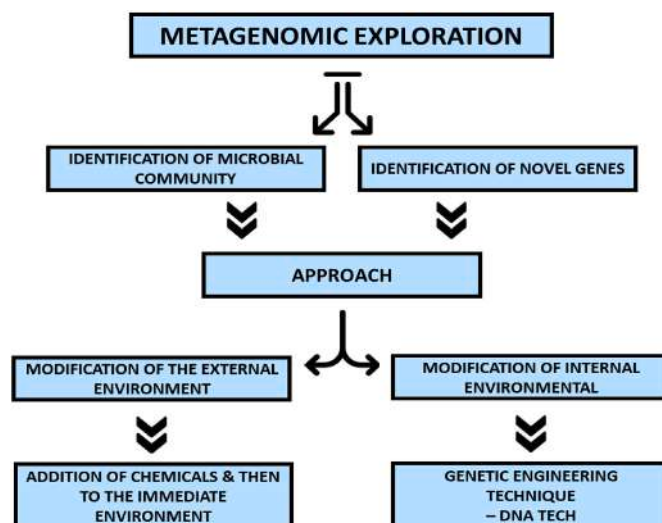 METAGENOMIC EXPLORATION
IDENTIFICATION OF MICROBIAL
COMMUNITY
IDENTIFICATION OF NOVEL GENES
APPROACH
MODIFICATION OF THE EXTERNAL
ENVIRONMENT
MODIFICATION OF INTERNAL
ENVIRONMENTAL
ADDITION OF CHEMICALS & THEN
TO THE IMMEDIATE
ENVIRONMENT
GENETIC ENGINEERING
TECHNIQUE
– DNA TECH